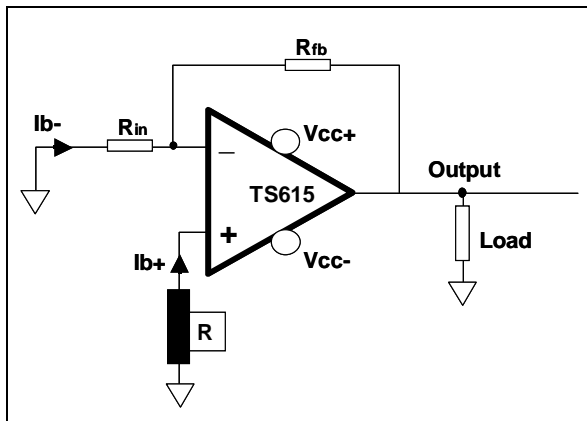 Rfb
Ib-
Rin
Vcc+
−
TS615
Output
+
Load
Vcc-
Ib+
R